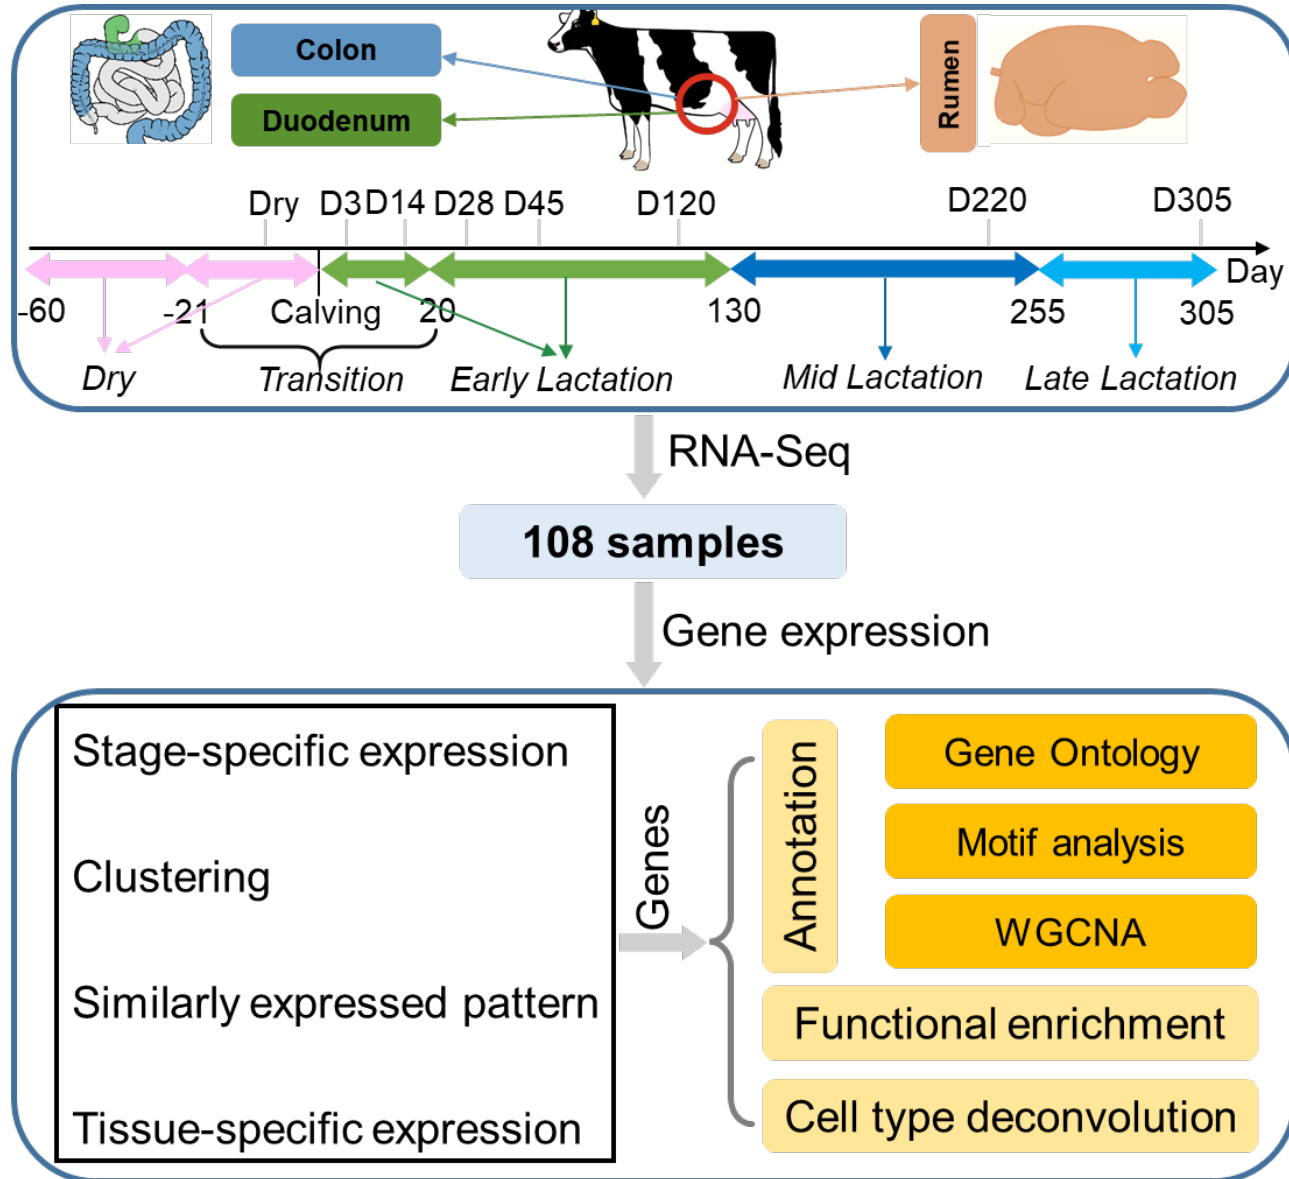 Colon
Duodenum
Rumen
Dry D3 D14 D28 D45 D120 D220 D305
Day
-60 -21 Calving 20 130 255 305
Dry Transition Early Lactation Mid Lactation Late Lactation
RNA-Seq
108 samples
Gene expression
Stage-specific expression
Clustering
Similarly expressed pattern
Tissue-specific expression
Genes
Annotation
Gene Ontology
Motif analysis
WGCNA
Functional enrichment
Cell type deconvolution